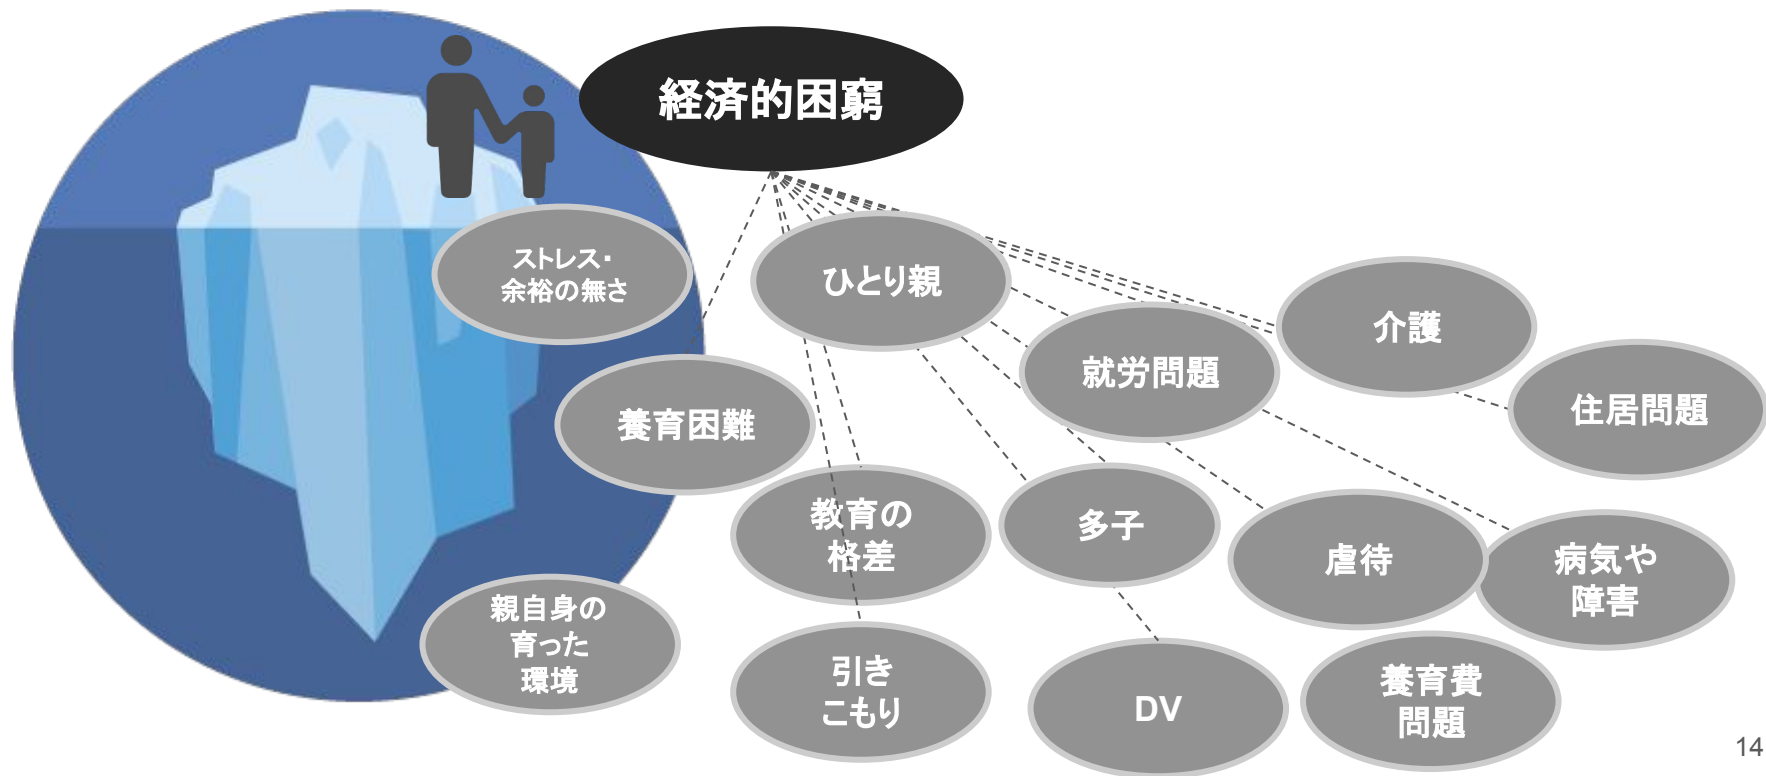 経済的困窮
ストレス・
余裕の無さ
ひとり親
介護
就労問題
住居問題
養育困難
教育の
格差
多子
虐待
病気や
障害
親自身の
育った
環境
引き
こもり
DV
養育費
問題
14